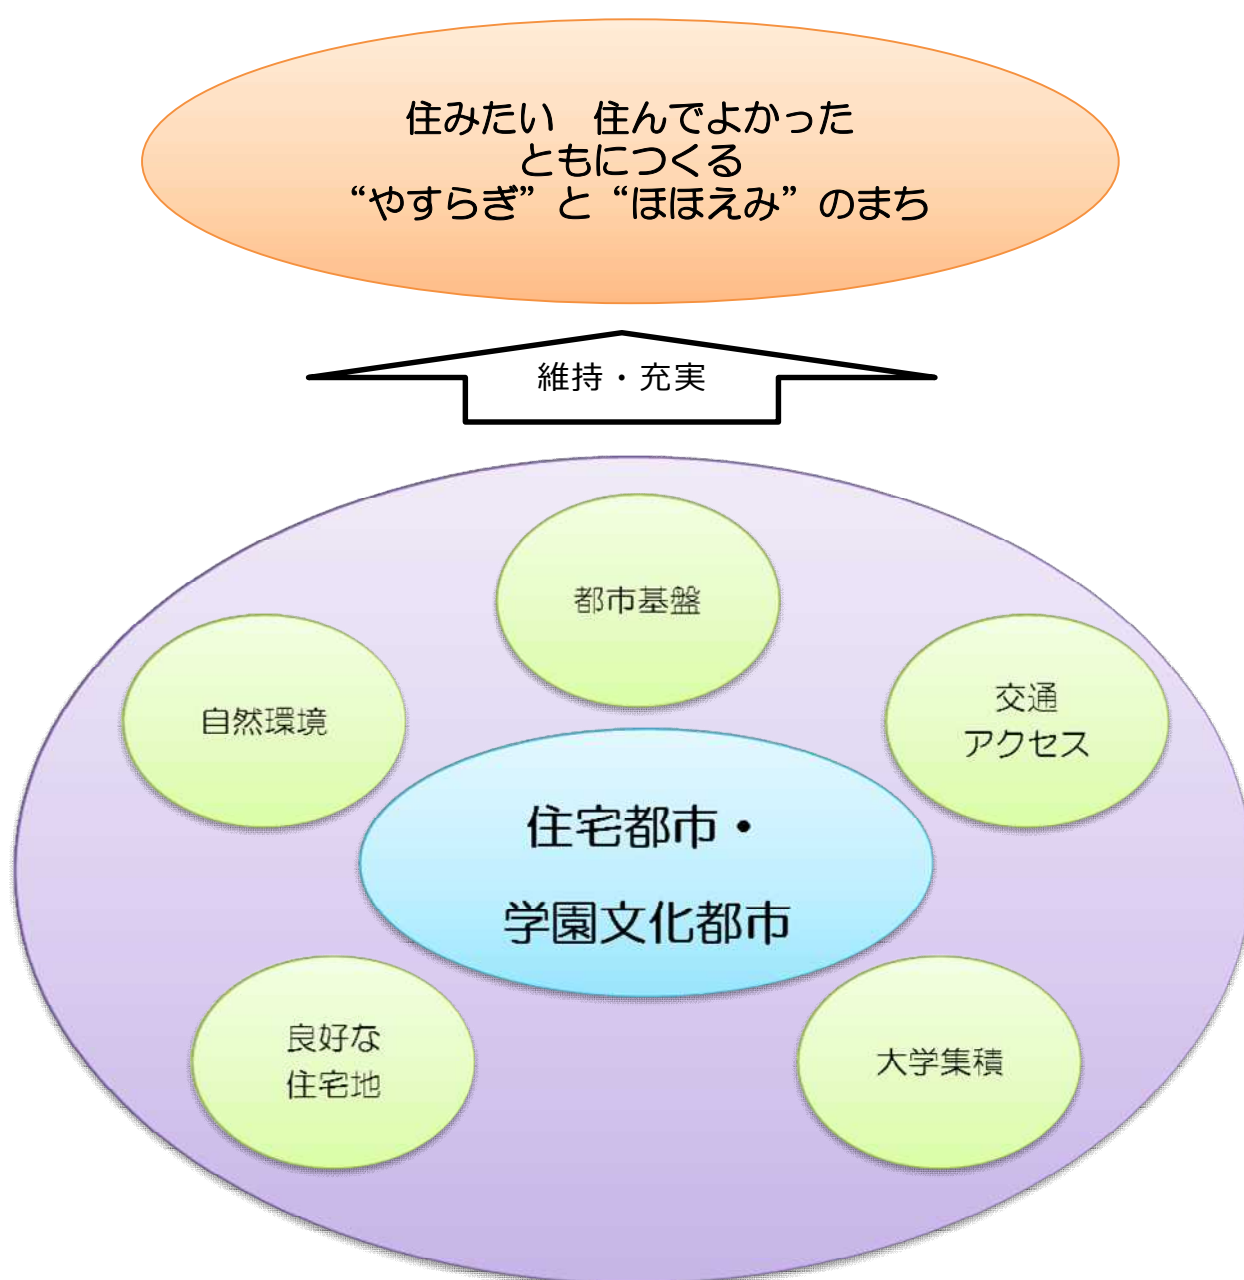 住みたい　住んでよかった
ともにつくる
“やすらぎ”と“ほほえみ”のまち
維持・充実
都市基盤
自然環境
交通
アクセス
住宅都市・
学園文化都市
良好な
住宅地
大学集積